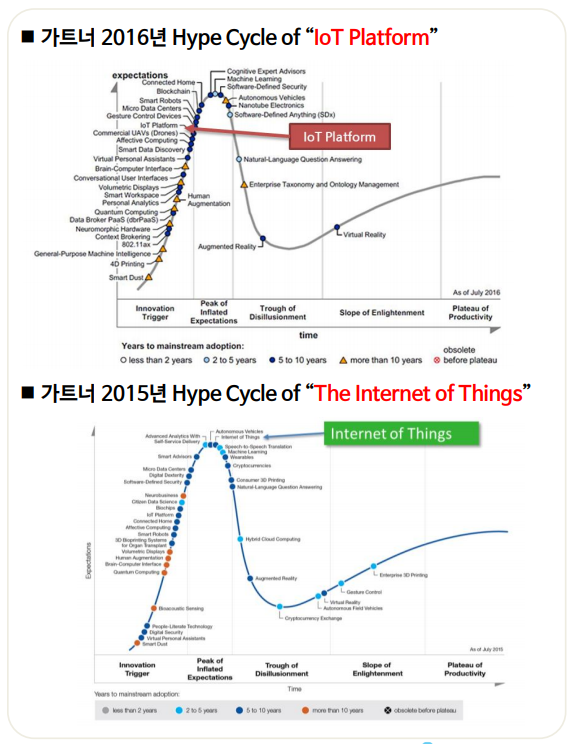 ■ 가트너 2016년 Hype Cycle of “IoT Platform”
expectations
Cognitive Expert Advisors
Connected Home
Machine Learning
Blockchain
Software-Defined Security
Smart Robots
Autonomous Vehicles
Micro Data Centers
Nanotube Electronics
Gesture Control Devices
Software-Defined Anything (SDx)
IoT Platform
IoT Platform
Commercial UAVs (Drones)
Affective Computing
Smart Data Discovery
Virtual Personal Assistants
Natural-Language Question Answering
Brain-Computer Interface
Conversational User Interfaces
Volumetric Displays
Enterprise Taxonomy and Ontology Management
Smart Workspace
Personal Analytics
Human
Augmentation
Quantum Computing
Data Broker PaaS (dbrPaaS)
Neuromorphic Hardware
Context Brokering
Virtual Reality
802.11ax
Augmented Reality
General-Purpose Machine Intelligence
4D Printing
Smart Dust
As of July 2016
Innovation
Trigger
Peak of
Inflated
Expectations
Trough of
Disillusionment
Slope of Enlightenment
Plateau of
Productivity
time
Years to mainstream adoption:
less than 2 years
2 to 5 years
5 to 10 years
more than 10 years
obsolete
before plateau
■ 가트너 2015년 Hype Cycle of “The Internet of Things”
Autonomous Vehicles
Internet of Things
Internet of Things
Advanced Analytics With
Self-Service Delivery
Speech-to-Speech Translation
Machine Learning
Smart Advisors
Wearables
Cryptocurrencies
Micro Data Centers
Digital Dexterity
Software-Defined Security
Consumer 3D Printing
Natural-Language Question Answering
Neurobusiness
Citizen Data Science
Biochips
IoT Platform
Connected Home
Affective Computing
Smart Robots
3D Bioprinting Systems
for Organ Transplant
Volumetric Displays
Human Augmentation
Brain-Computer Interface
Quantum Computing
Hybrid Cloud Computing
Augmented Reality
Enterprise 3D Printing
Gesture Control
Virtual Reality
Autonomous Field Vehicles
Cryptocurrency Exchange
Bioacoustic Sensing
People-Literate Technology
Digital Security
Virtual Personal Assistants
Smart Dust
Expectations
As of July 2015
Innovation
Trigger
Peak of
Inflated
Expectations
Trough of
Disillusionment
Slope of
Enlightenment
Plateau of
Productivity
Time
Years to mainstream adoption:
less than 2 years
2 to 5 years
5 to 10 years
more than 10 years
obsolete before plateau